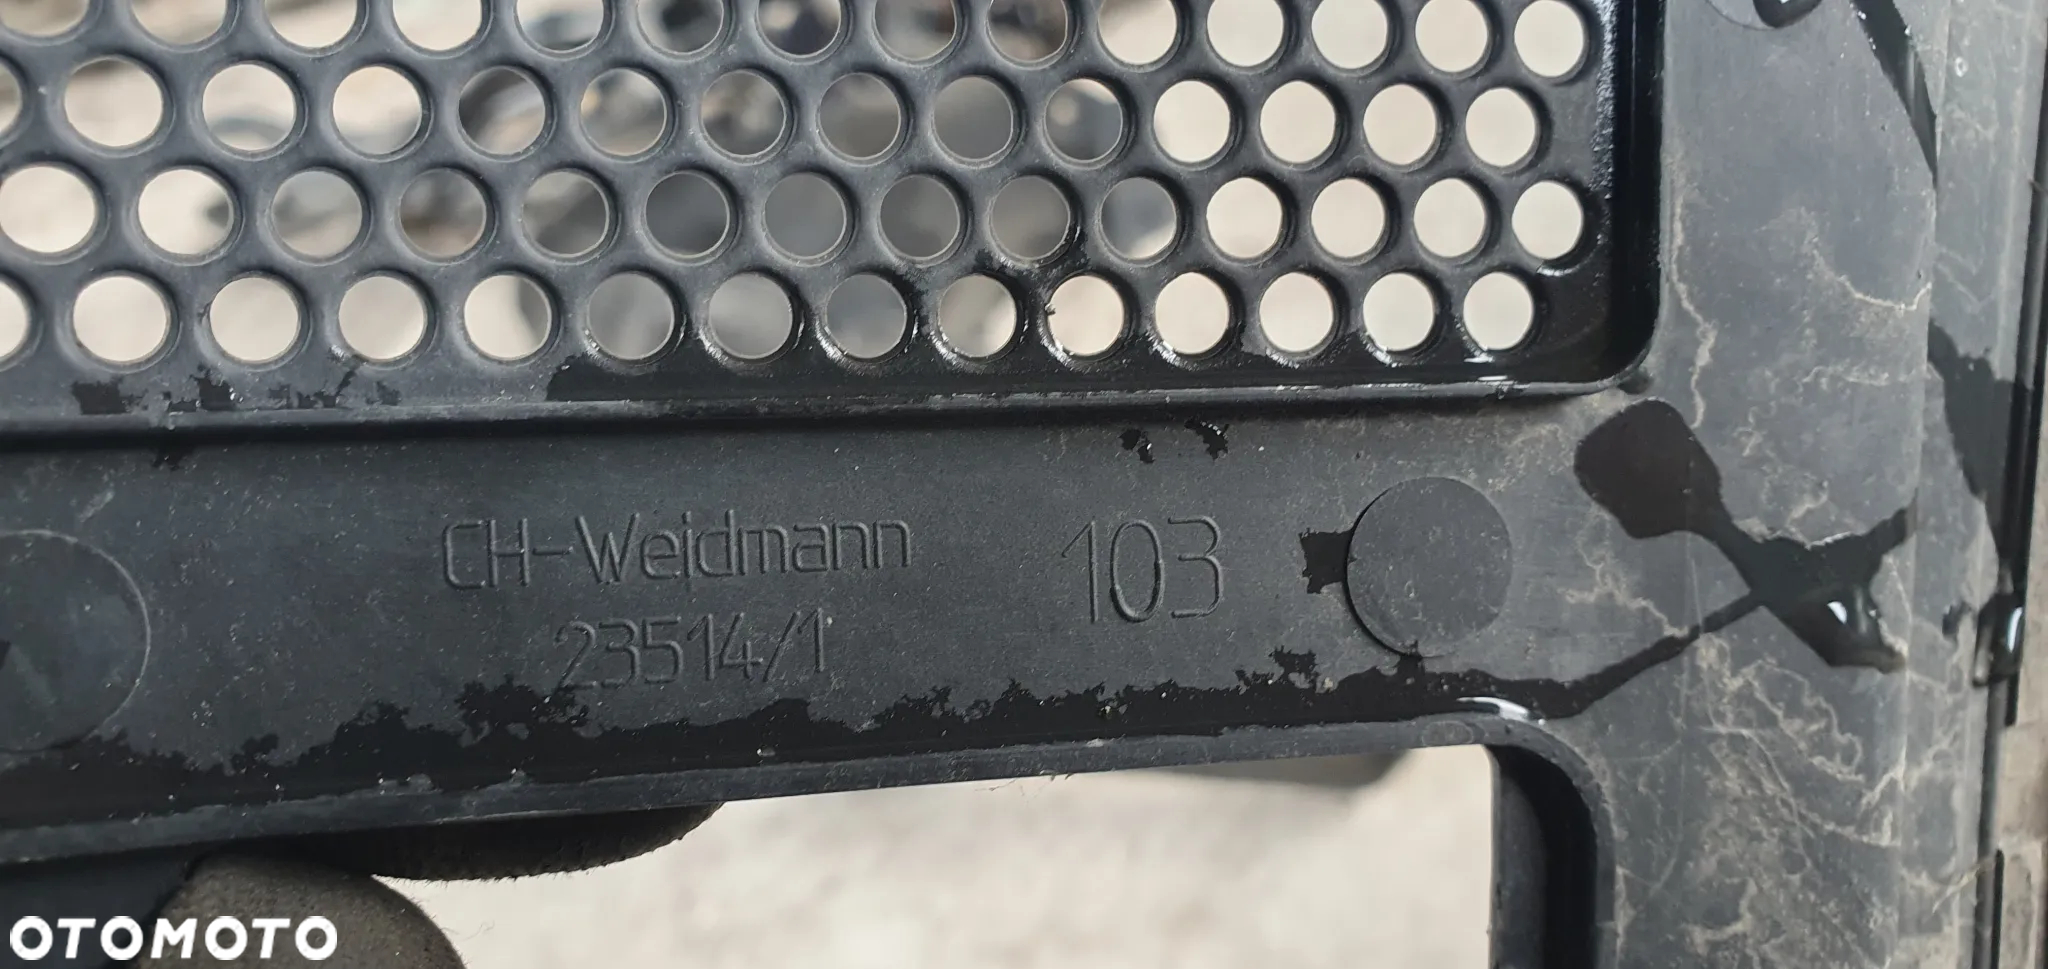 CH-Weidmann 103
23514/1
OTOMOTO